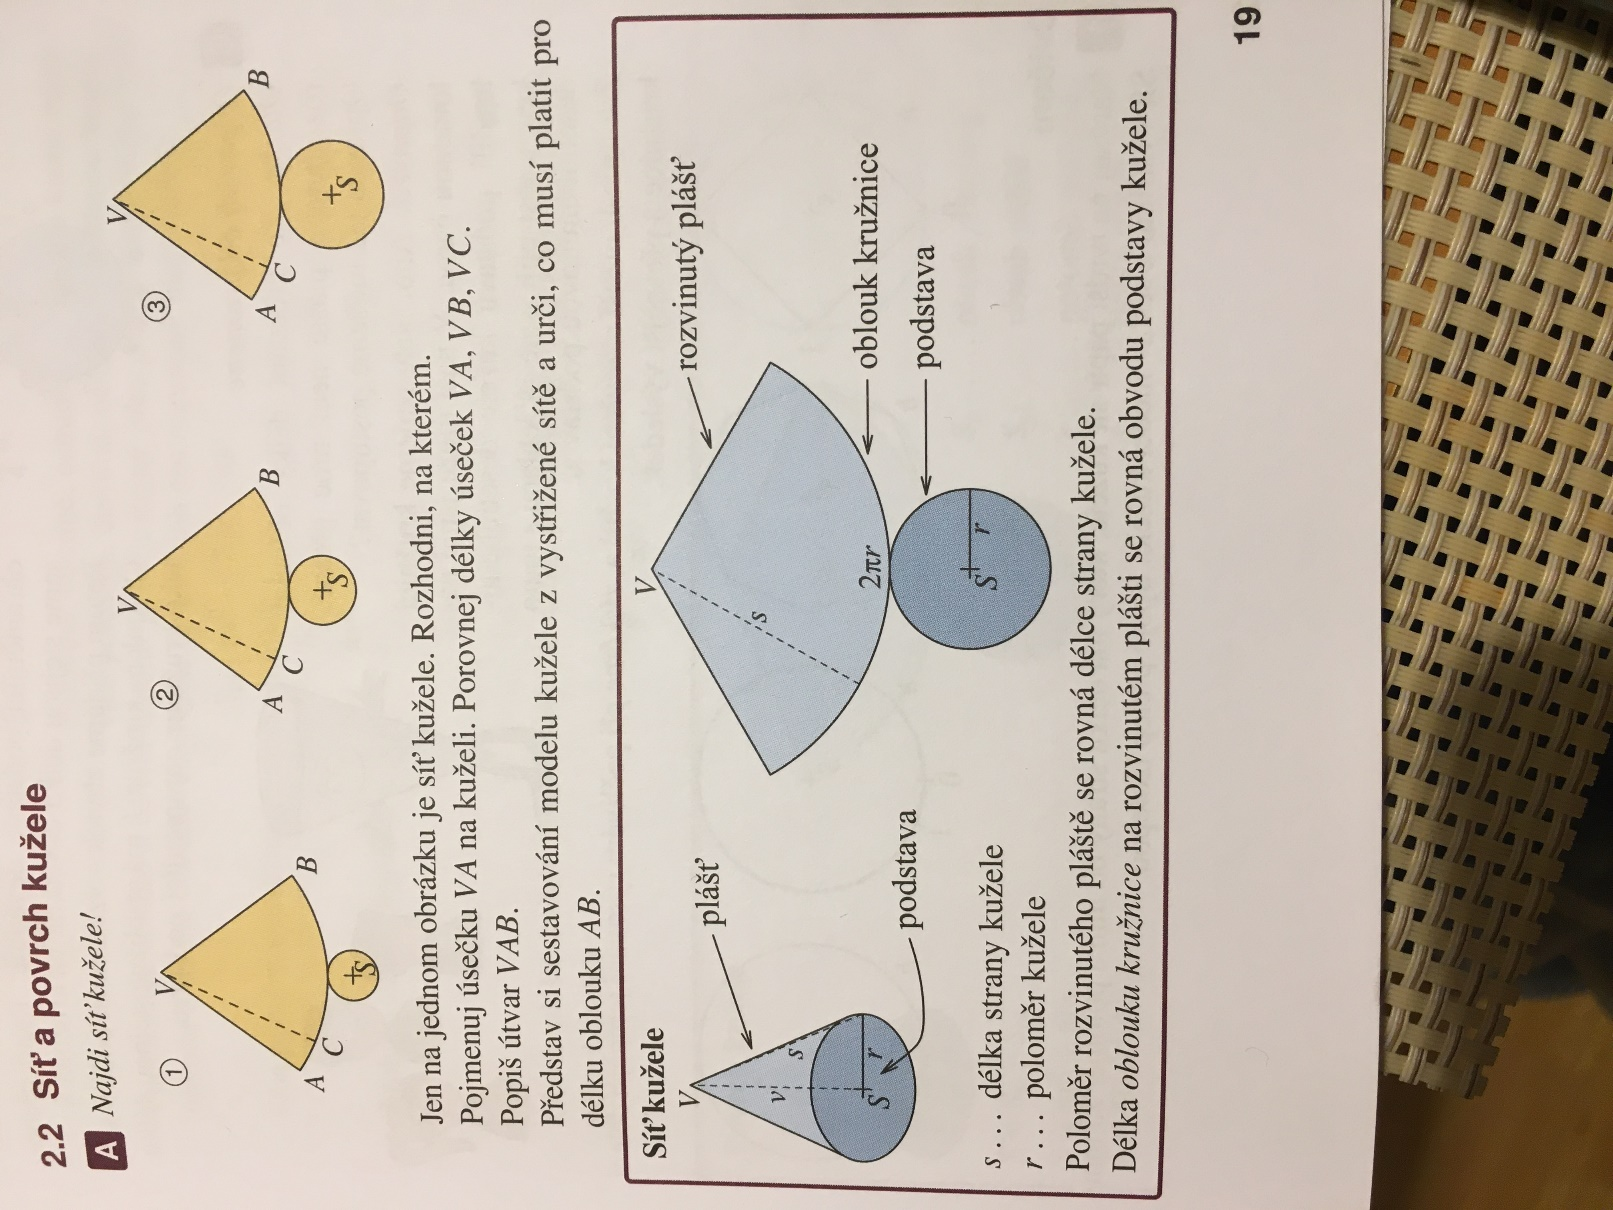 2.2 Síť a povrch kužele
A Najdi síť kužele!
①
V
A
C
B
S
②
V
A
C
B
S
③
V
A
C
B
S
Jen na jednom obrázku je síť kužele. Rozhodni, na kterém.
Pojmenuj úsečku VA na kuželi. Porovnej délky úseček VA, VB, VC.
Popiš útvar VAB.
Představ si sestavování modelu kužele z vystřižené sítě a urči, co musí platit pro
délku oblouku AB.
Síť kužele
V
plášť
v
s
S
r
podstava
V
rozvinutý plášť
s
2πr
oblouk kružnice
podstava
S
r
s ... délka strany kužele
r ... poloměr kužele
Poloměr rozvinutého pláště se rovná délce strany kužele.
Délka oblouku kružnice na rozvinutém plášti se rovná obvodu podstavy kužele.
19